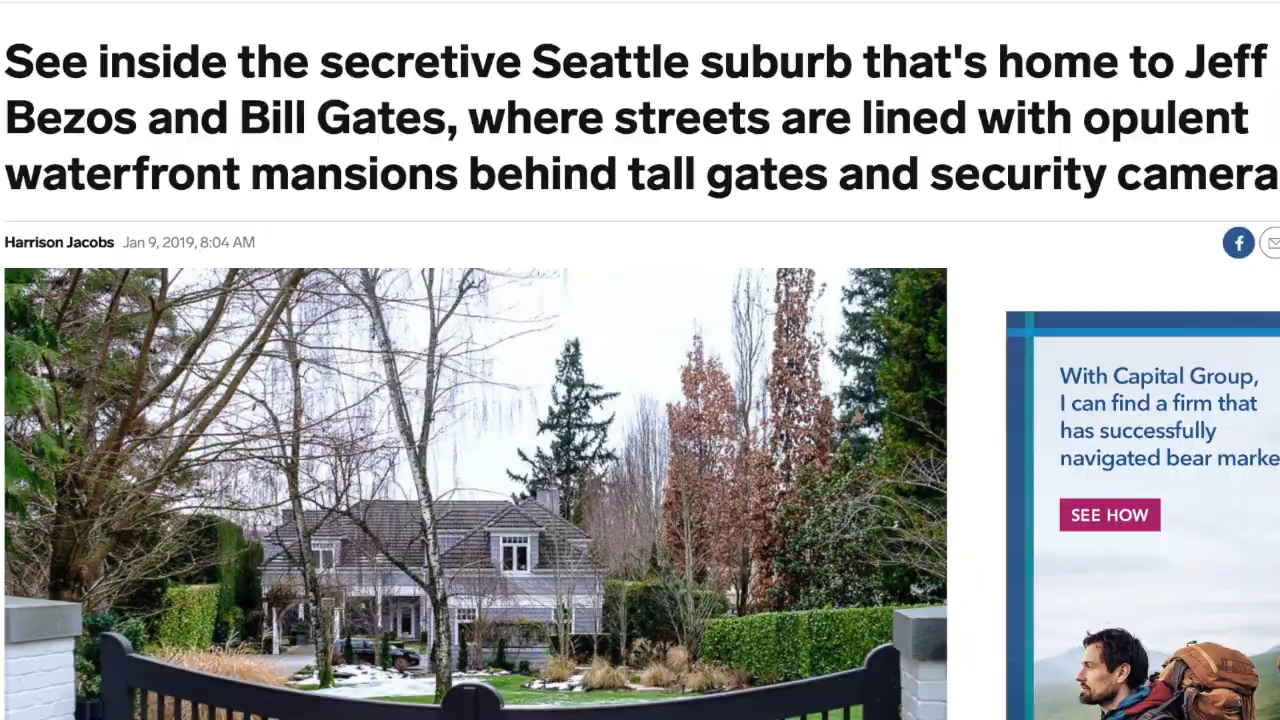 See inside the secretive Seattle suburb that's home to Jeff
Bezos and Bill Gates, where streets are lined with opulent
waterfront mansions behind tall gates and security camera
Harrison Jacobs Jan 9, 2019, 8:04 AM
With Capital Group,
I can find a firm that
has successfully
navigated bear marke
SEE HOW